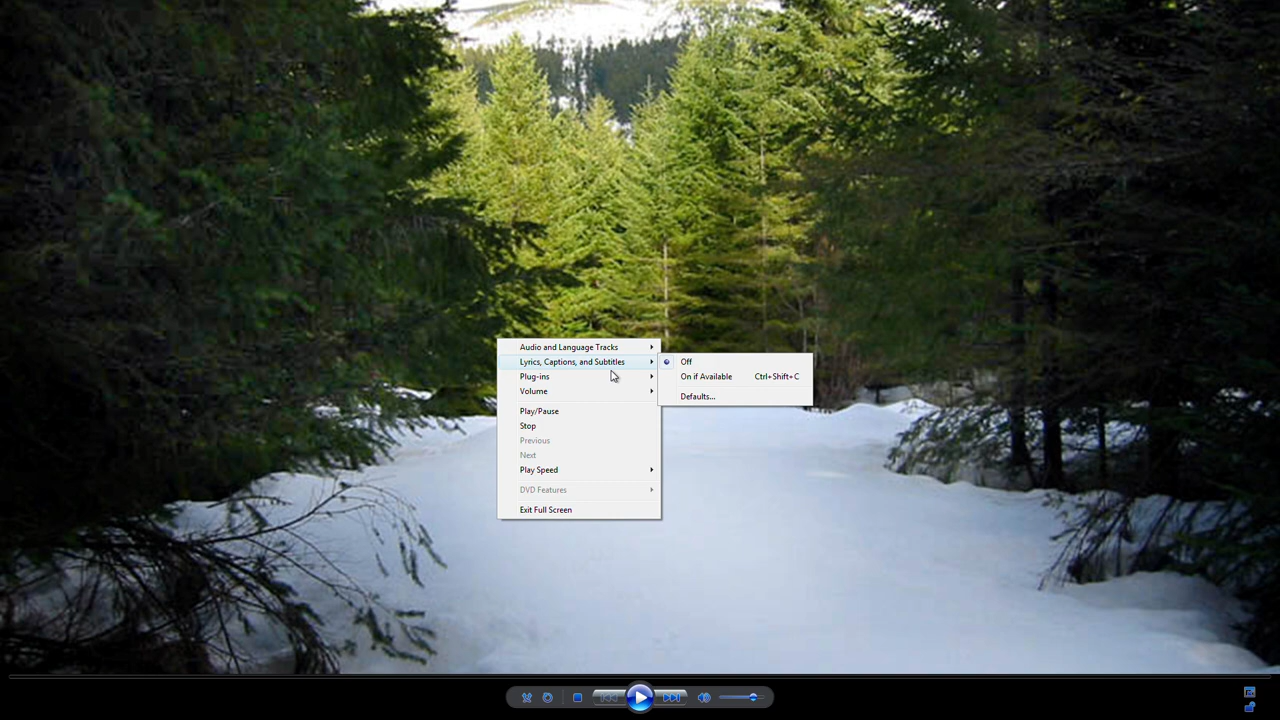 Audio and Language Tracks
Lyrics, Captions, and Subtitles
Plug-ins
Volume
Play/Pause
Stop
Previous
Next
Play Speed
DVD Features
Exit Full Screen
Off
On if Available Ctrl+Shift+C
Defaults...